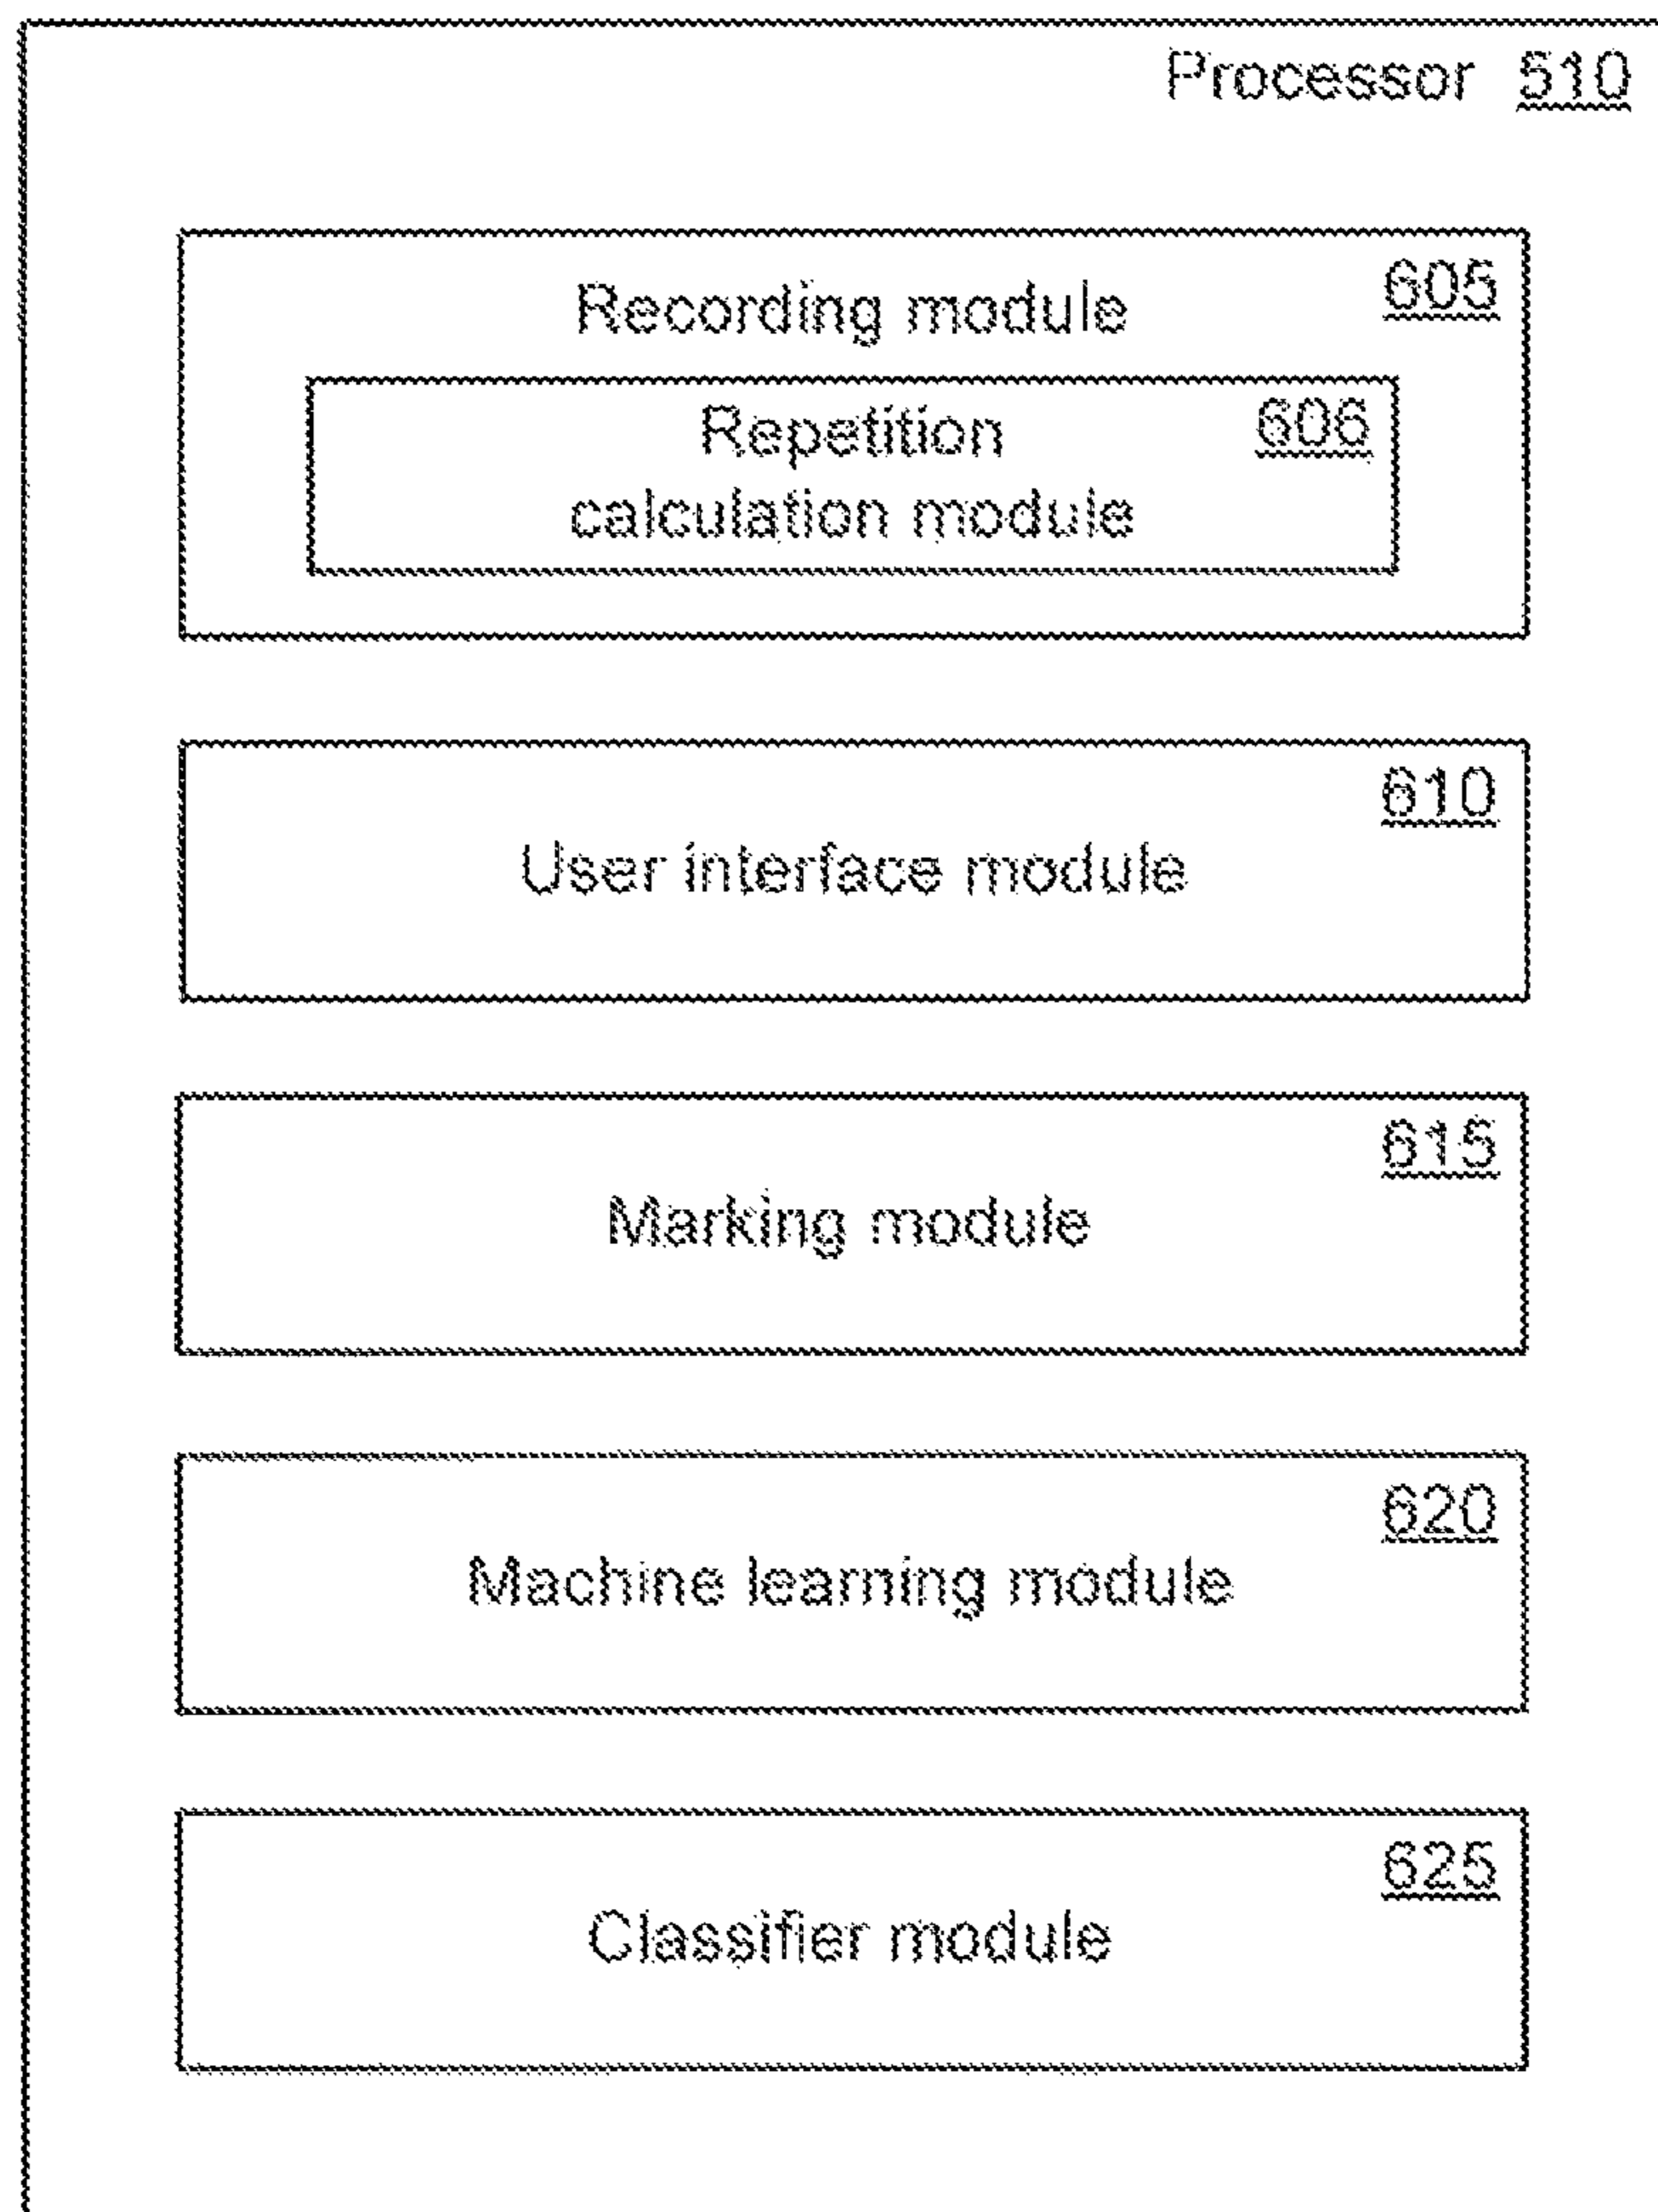 Processor 510
Recording module 605
Repetition 606
calculation module
610
User interface module
615
Marking module
620
Machine learning module
625
Classifier module